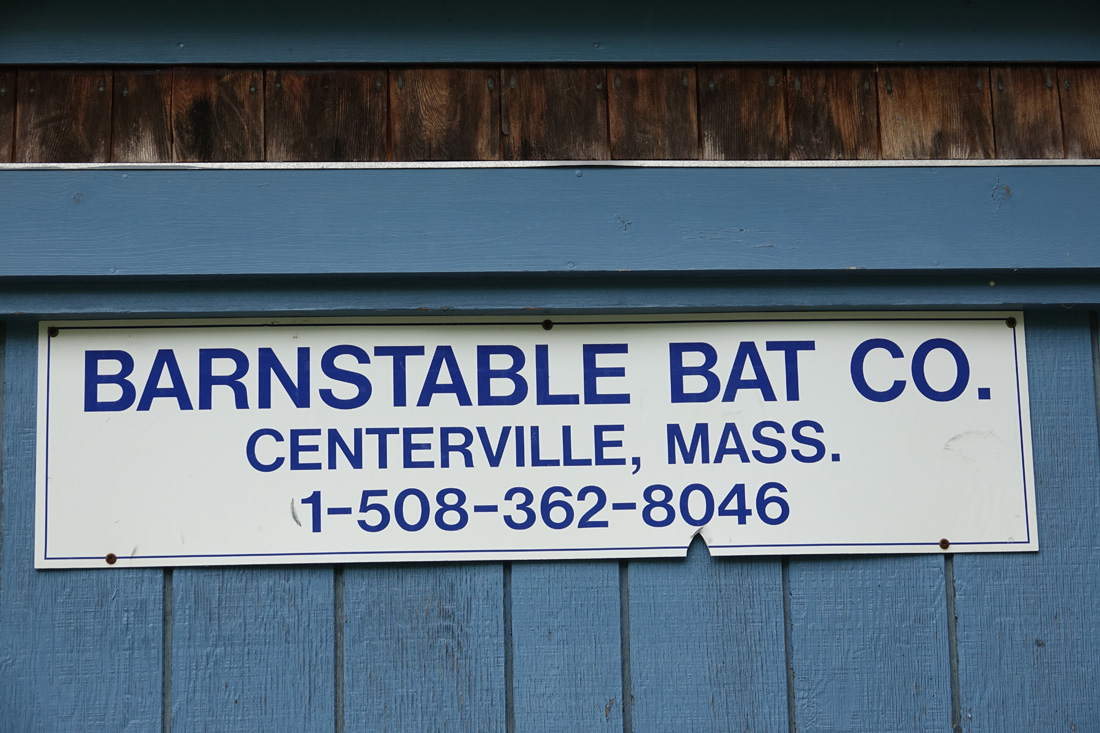 BARNSTABLE BAT CO.
CENTERVILLE, MASS.
1-508-362-8046